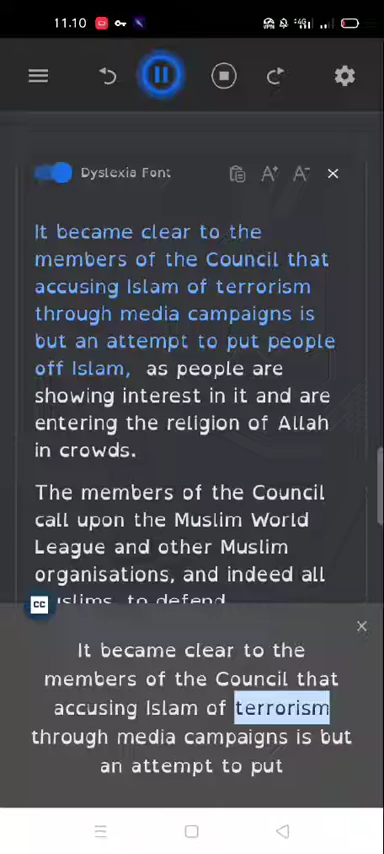 11.10
Dyslexia Font
It became clear to the
members of the Council that
accusing Islam of terrorism
through media campaigns is
but an attempt to put people
off Islam, as people are
showing interest in it and are
entering the religion of Allah
in crowds.
The members of the Council
call upon the Muslim World
League and other Muslim
organisations, and indeed all
Muslims, to defend
CC
It became clear to the
members of the Council that
accusing Islam of terrorism
through media campaigns is but
an attempt to put